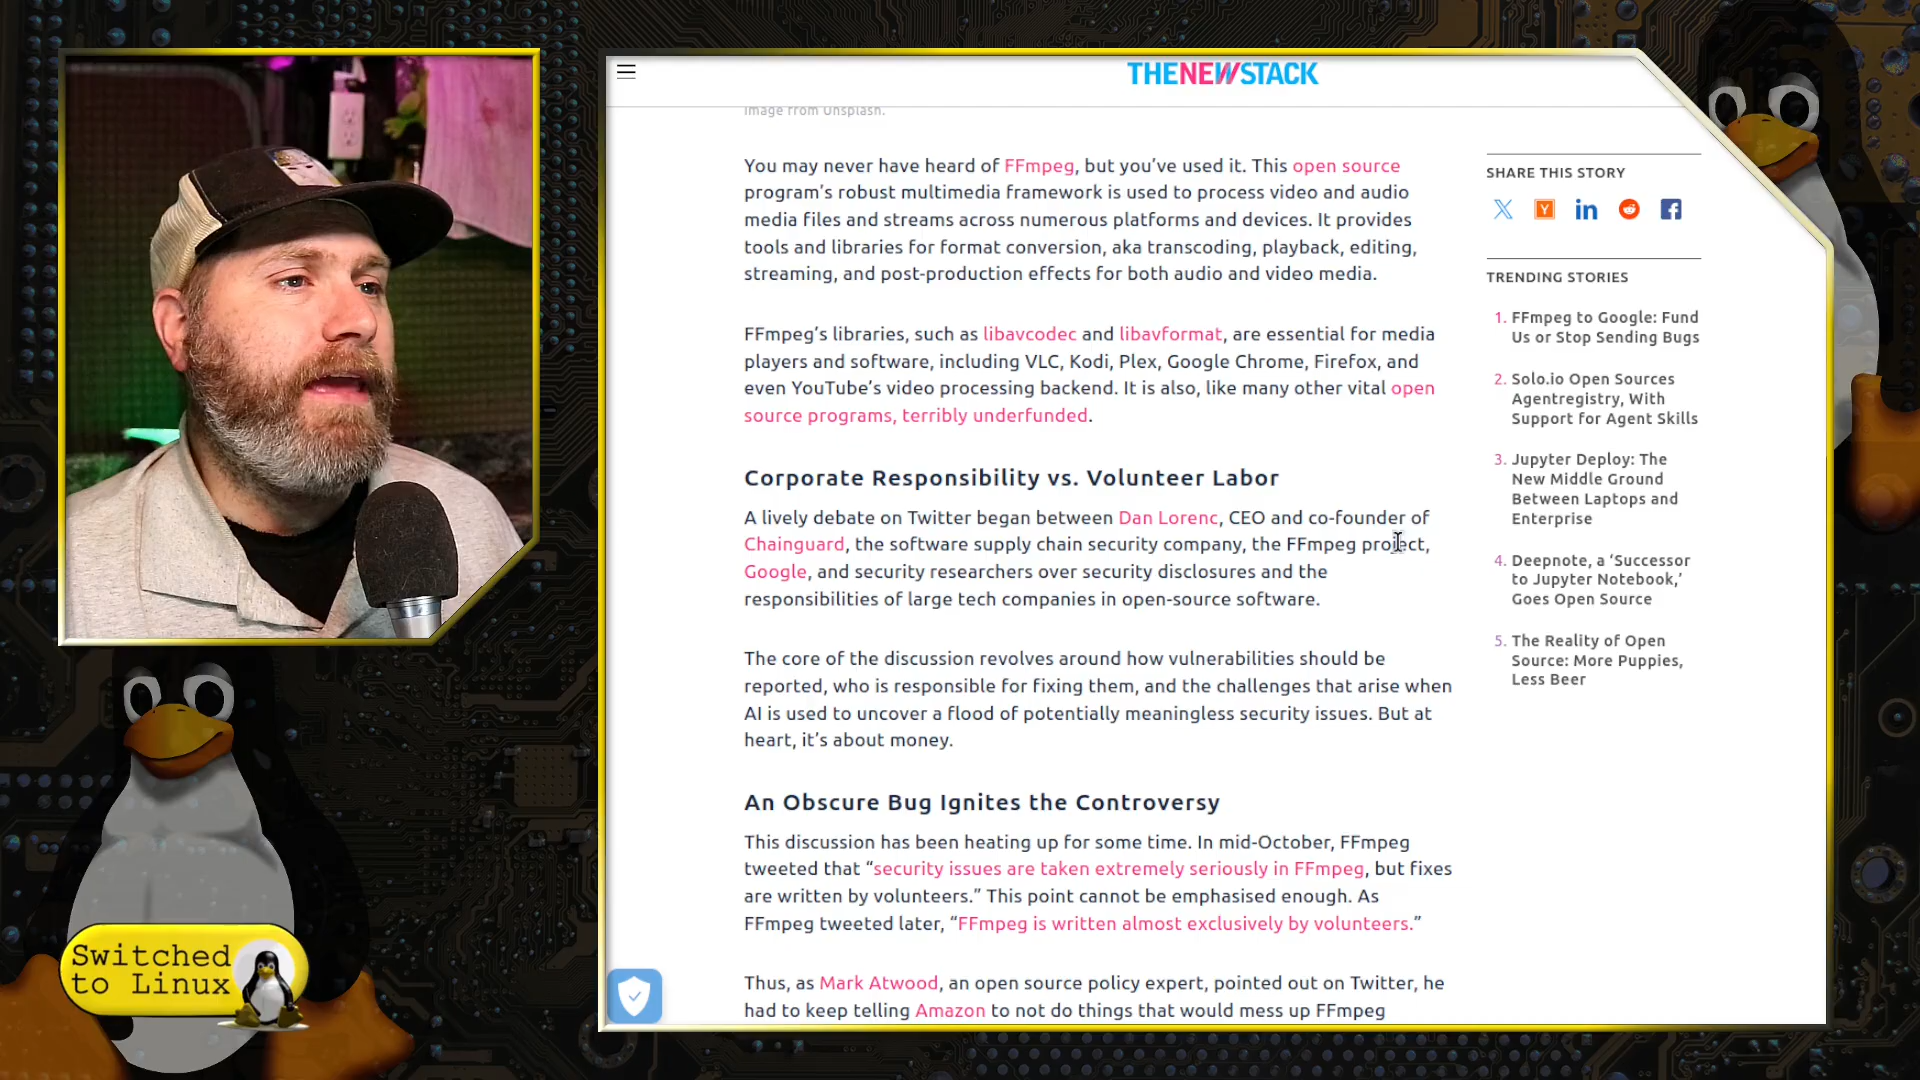 THENEWSTACK
Image from Unsplash.
You may never have heard of FFmpeg, but you’ve used it. This open source
program’s robust multimedia framework is used to process video and audio
media files and streams across numerous platforms and devices. It provides
tools and libraries for format conversion, aka transcoding, playback, editing,
streaming, and post-production effects for both audio and video media.
FFmpeg’s libraries, such as libavcodec and libavformat, are essential for media
players and software, including VLC, Kodi, Plex, Google Chrome, Firefox, and
even YouTube’s video processing backend. It is also, like many other vital open
source programs, terribly underfunded.
Corporate Responsibility vs. Volunteer Labor
A lively debate on Twitter began between Dan Lorenc, CEO and co-founder of
Chainguard, the software supply chain security company, the FFmpeg project,
Google, and security researchers over security disclosures and the
responsibilities of large tech companies in open-source software.
The core of the discussion revolves around how vulnerabilities should be
reported, who is responsible for fixing them, and the challenges that arise when
AI is used to uncover a flood of potentially meaningless security issues. But at
heart, it’s about money.
An Obscure Bug Ignites the Controversy
This discussion has been heating up for some time. In mid-October, FFmpeg
tweeted that “security issues are taken extremely seriously in FFmpeg, but fixes
are written by volunteers.” This point cannot be emphasised enough. As
FFmpeg tweeted later, “FFmpeg is written almost exclusively by volunteers.”
Thus, as Mark Atwood, an open source policy expert, pointed out on Twitter, he
had to keep telling Amazon to not do things that would mess up FFmpeg
SHARE THIS STORY
TRENDING STORIES
1. FFmpeg to Google: Fund
Us or Stop Sending Bugs
2. Solo.io Open Sources
Agentregistry, With
Support for Agent Skills
3. Jupyter Deploy: The
New Middle Ground
Between Laptops and
Enterprise
4. Deepnote, a ‘Successor
to Jupyter Notebook,’
Goes Open Source
5. The Reality of Open
Source: More Puppies,
Less Beer
Switched
to Linux